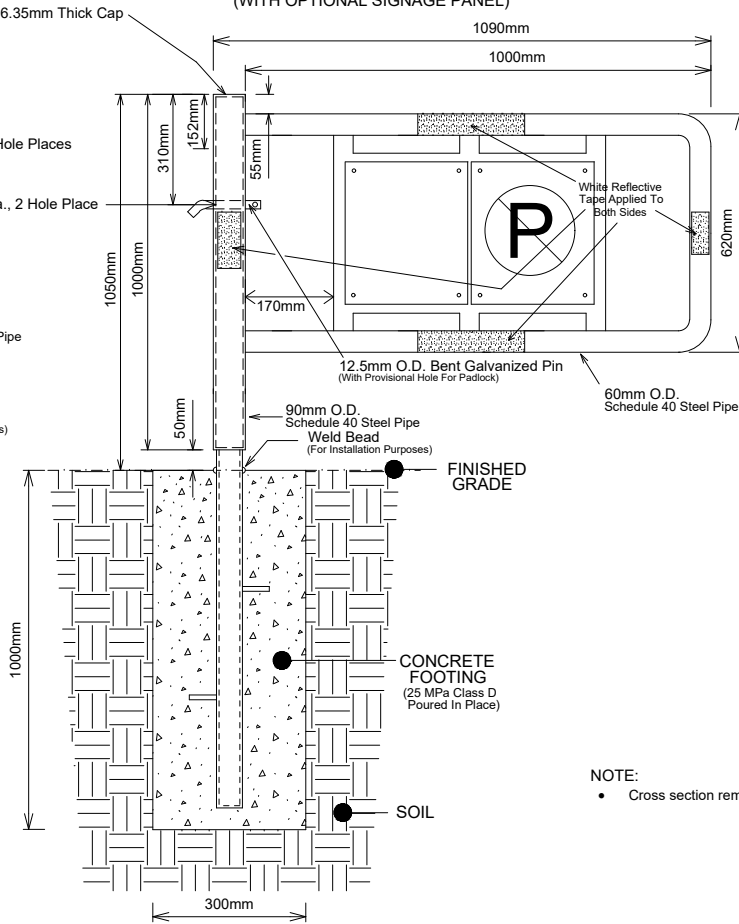 (WITH OPTIONAL SIGNAGE PANEL)
6.35mm Thick Cap
1090mm
1000mm
152mm
310mm
55mm
Hole Places
a., 2 Hole Place
White Reflective
Tape Applied To
Both Sides
P
620mm
1050mm
1000mm
170mm
Pipe
12.5mm O.D. Bent Galvanized Pin
(With Provisional Hole For Padlock)
60mm O.D.
Schedule 40 Steel Pipe
s)
50mm
90mm O.D.
Schedule 40 Steel Pipe
Weld Bead
(For Installation Purposes)
FINISHED
GRADE
1000mm
CONCRETE
FOOTING
(25 MPa Class D
Poured In Place)
NOTE:
• Cross section rem
SOIL
300mm